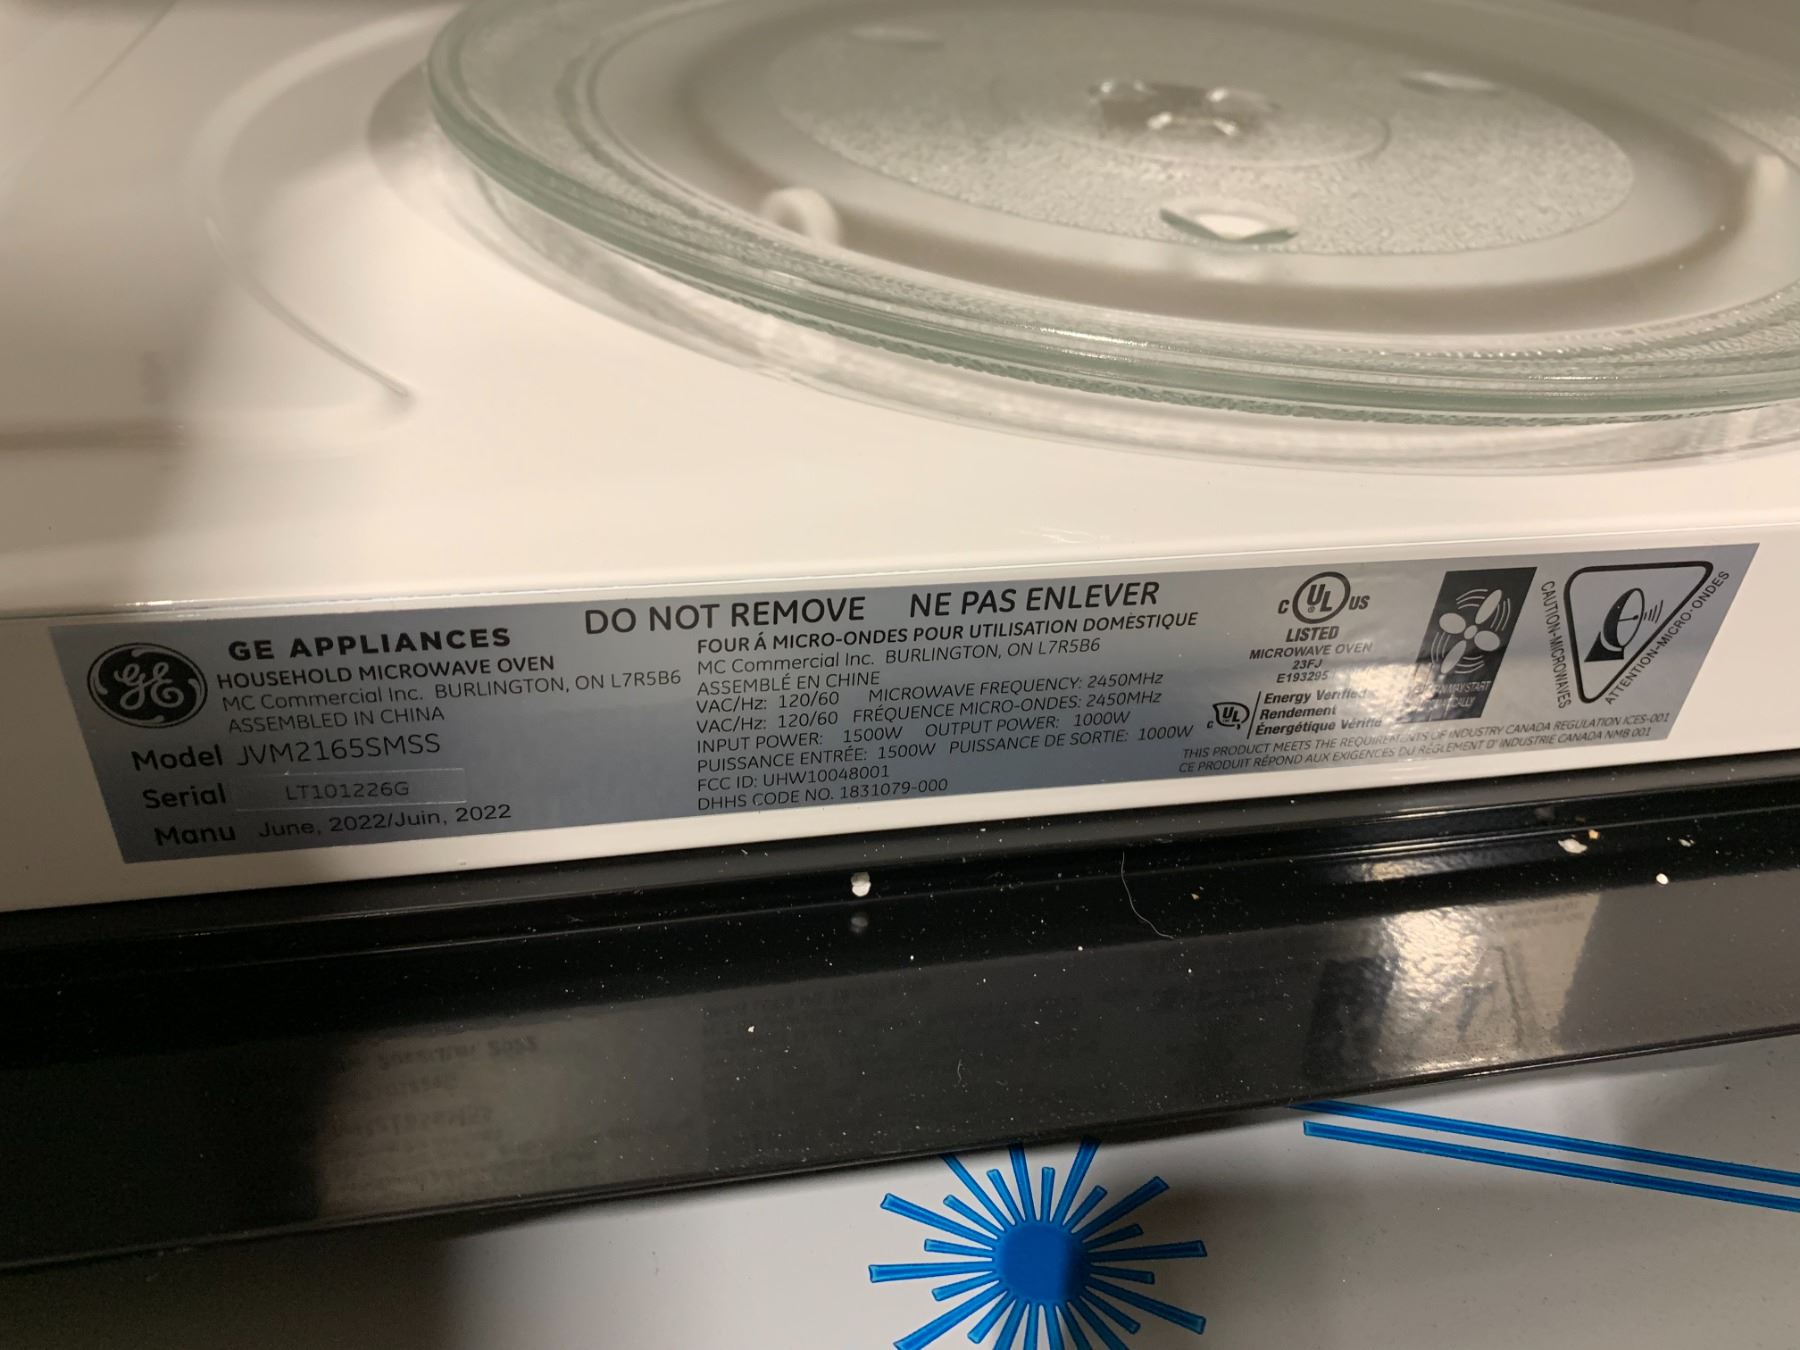 GE
GE APPLIANCES
HOUSEHOLD MICROWAVE OVEN
MC Commercial Inc. BURLINGTON, ON L7R5B6
ASSEMBLED IN CHINA
Model JVM2165SMSS
Serial LT101226G
Manu June, 2022/Juin, 2022
DO NOT REMOVE NE PAS ENLEVER
FOUR Á MICRO-ONDES POUR UTILISATION DOMESTIQUE
MC Commercial Inc. BURLINGTON, ON L7R5B6
ASSEMBLÉ EN CHINE
VAC/Hz: 120/60 MICROWAVE FREQUENCY: 2450MHz
VAC/Hz: 120/60 FRÉQUENCE MICRO-ONDES: 2450MHz
INPUT POWER: 1500W OUTPUT POWER: 1000W
PUISSANCE ENTRÉE: 1500W PUISSANCE DE SORTIE: 1000W
FCC ID: UHW10048001
DHHS CODE NO. 1831079-000
C UL US
LISTED
MICROWAVE OVEN
23FJ
E193295
C UL
Energy Verified
Rendement
Énergétique Vérifié
MAY START
THIS PRODUCT MEETS THE REQUIREMENTS OF INDUSTRY CANADA REGULATION ICES-001
CE PRODUIT RÉPOND AUX EXIGENCES DU RÉGLEMENT D' INDUSTRIE CANADA NMB 001
CAUTION-MICROWAVES
ATTENTION-MICRO-ONDES